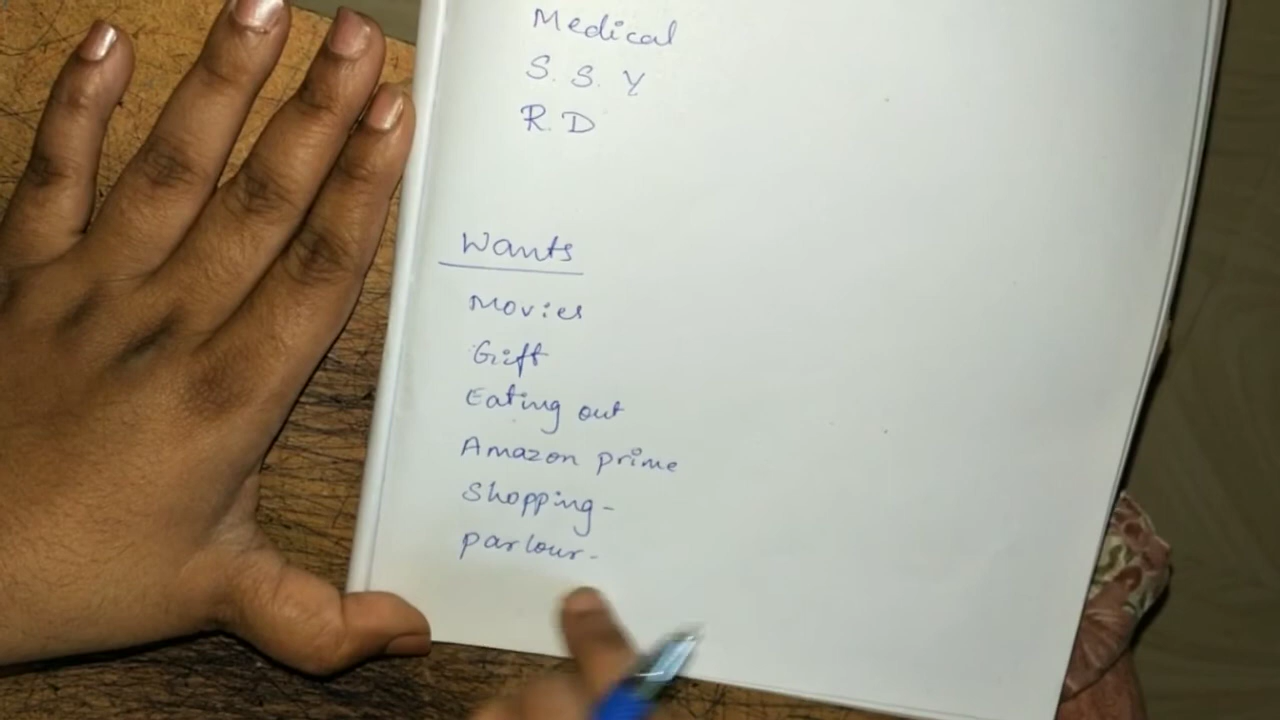 Medical
S. S. Y
R. D
Wants
Movies
Gift
Eating out
Amazon prime
Shopping-
parlour-